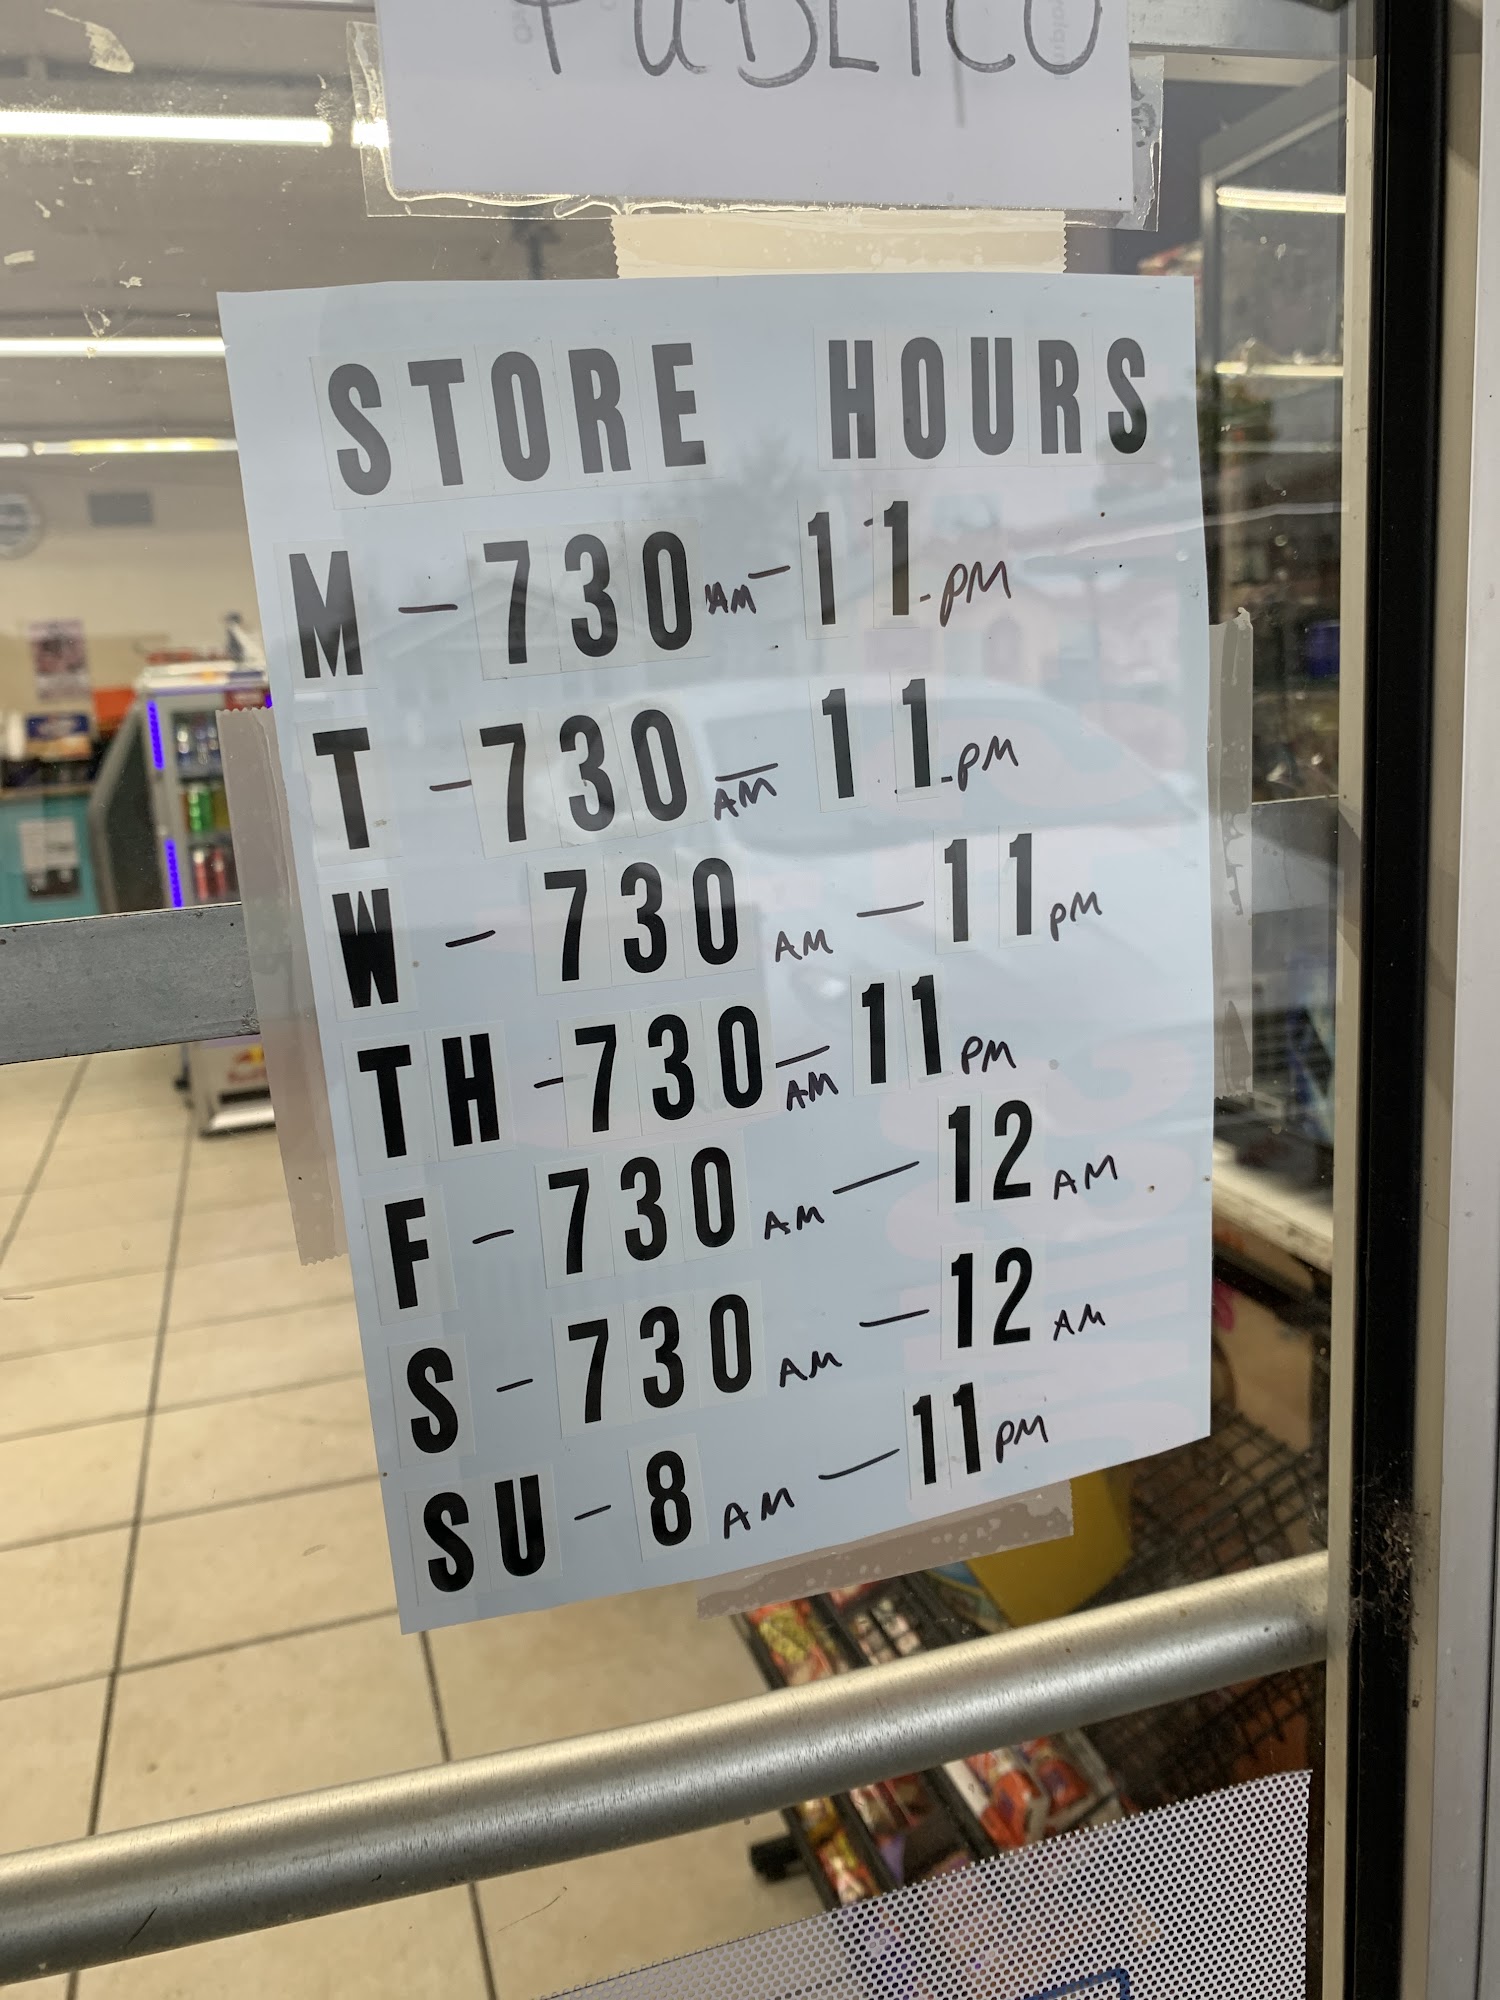 PUBLICO
STORE HOURS
M - 730 AM - 11 - PM
T - 730 AM - 11 - PM
W - 730 AM - 11 PM
TH - 730 AM - 11 PM
F - 730 AM - 12 AM
S - 730 AM - 12 AM
SU - 8 AM - 11 PM